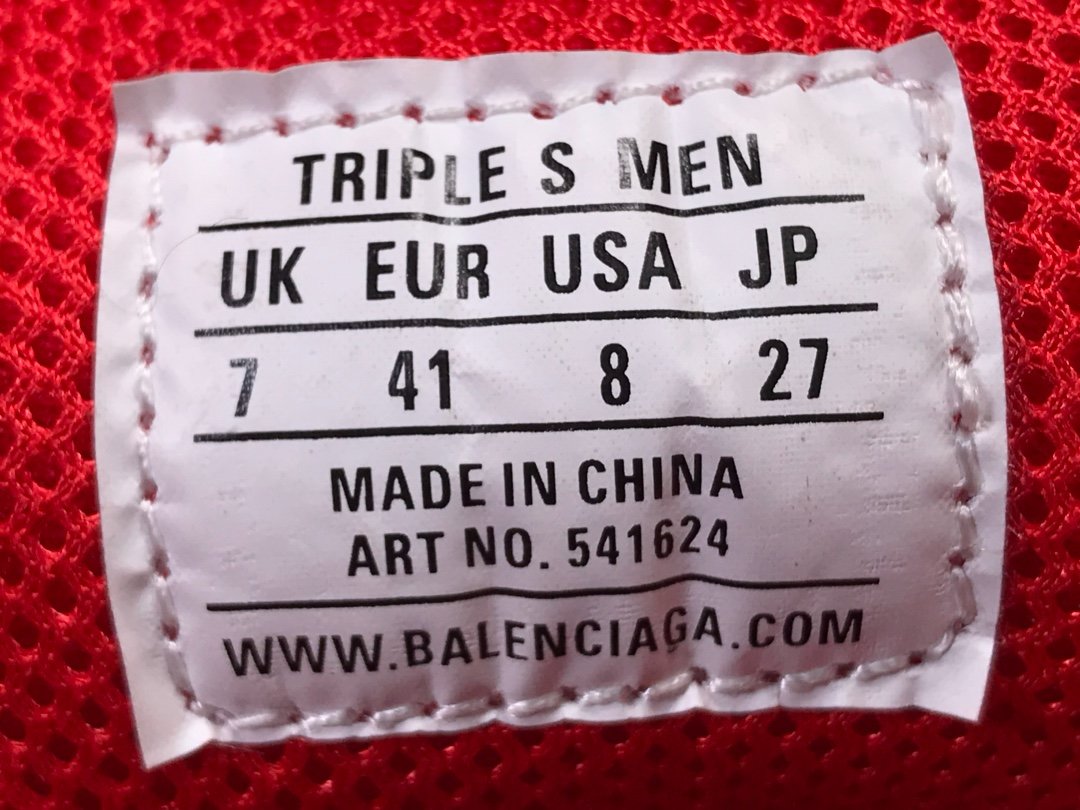 TRIPLE S MEN
UK EUR USA JP
7 41 8 27
MADE IN CHINA
ART NO. 541624
WWW.BALENCIAGA.COM